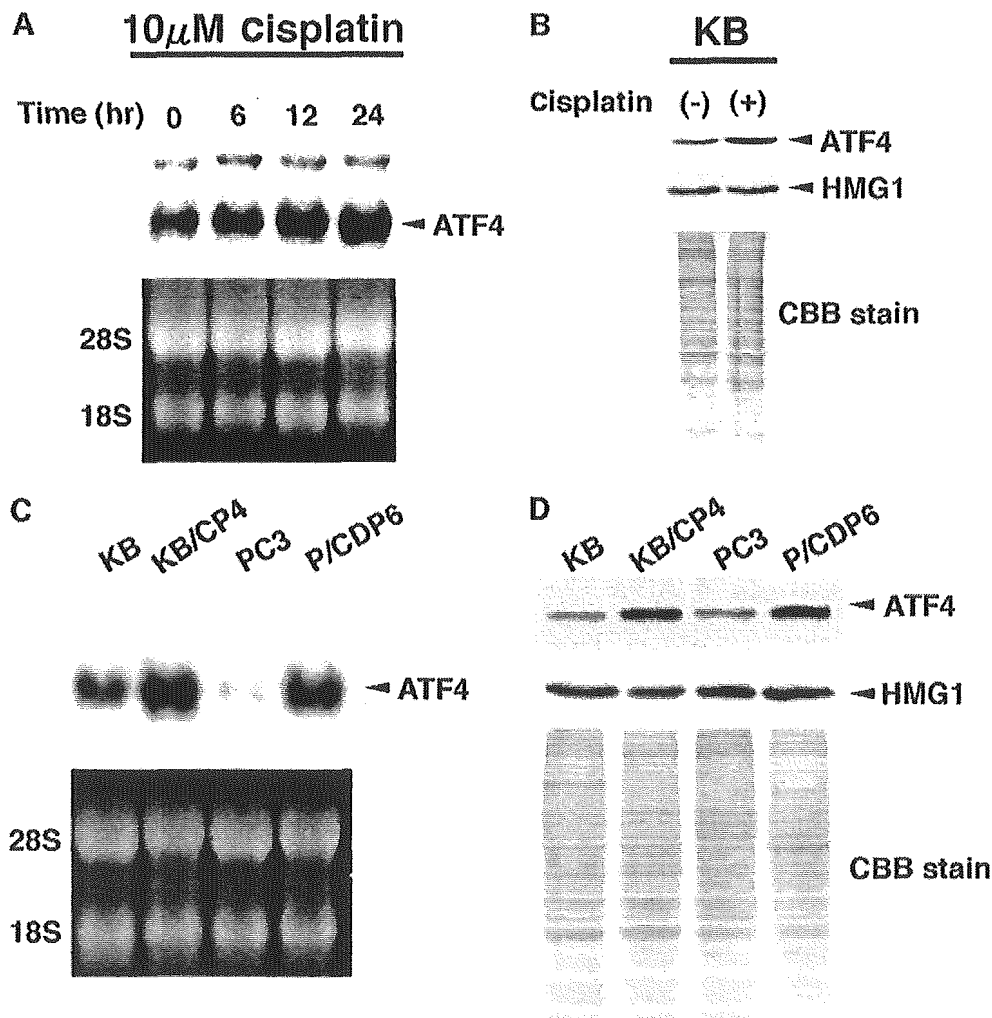 A
10μM Cisplatin
Time (hr) 0 6 12 24
ATF4
28S
18S
B
KB
Cisplatin (-) (+)
ATF4
HMG1
CBB stain
C
KB KB/CP4 PC3 P/CDP6
ATF4
28S
18S
D
KB KB/CP4 PC3 P/CDP6
ATF4
HMG1
CBB stain